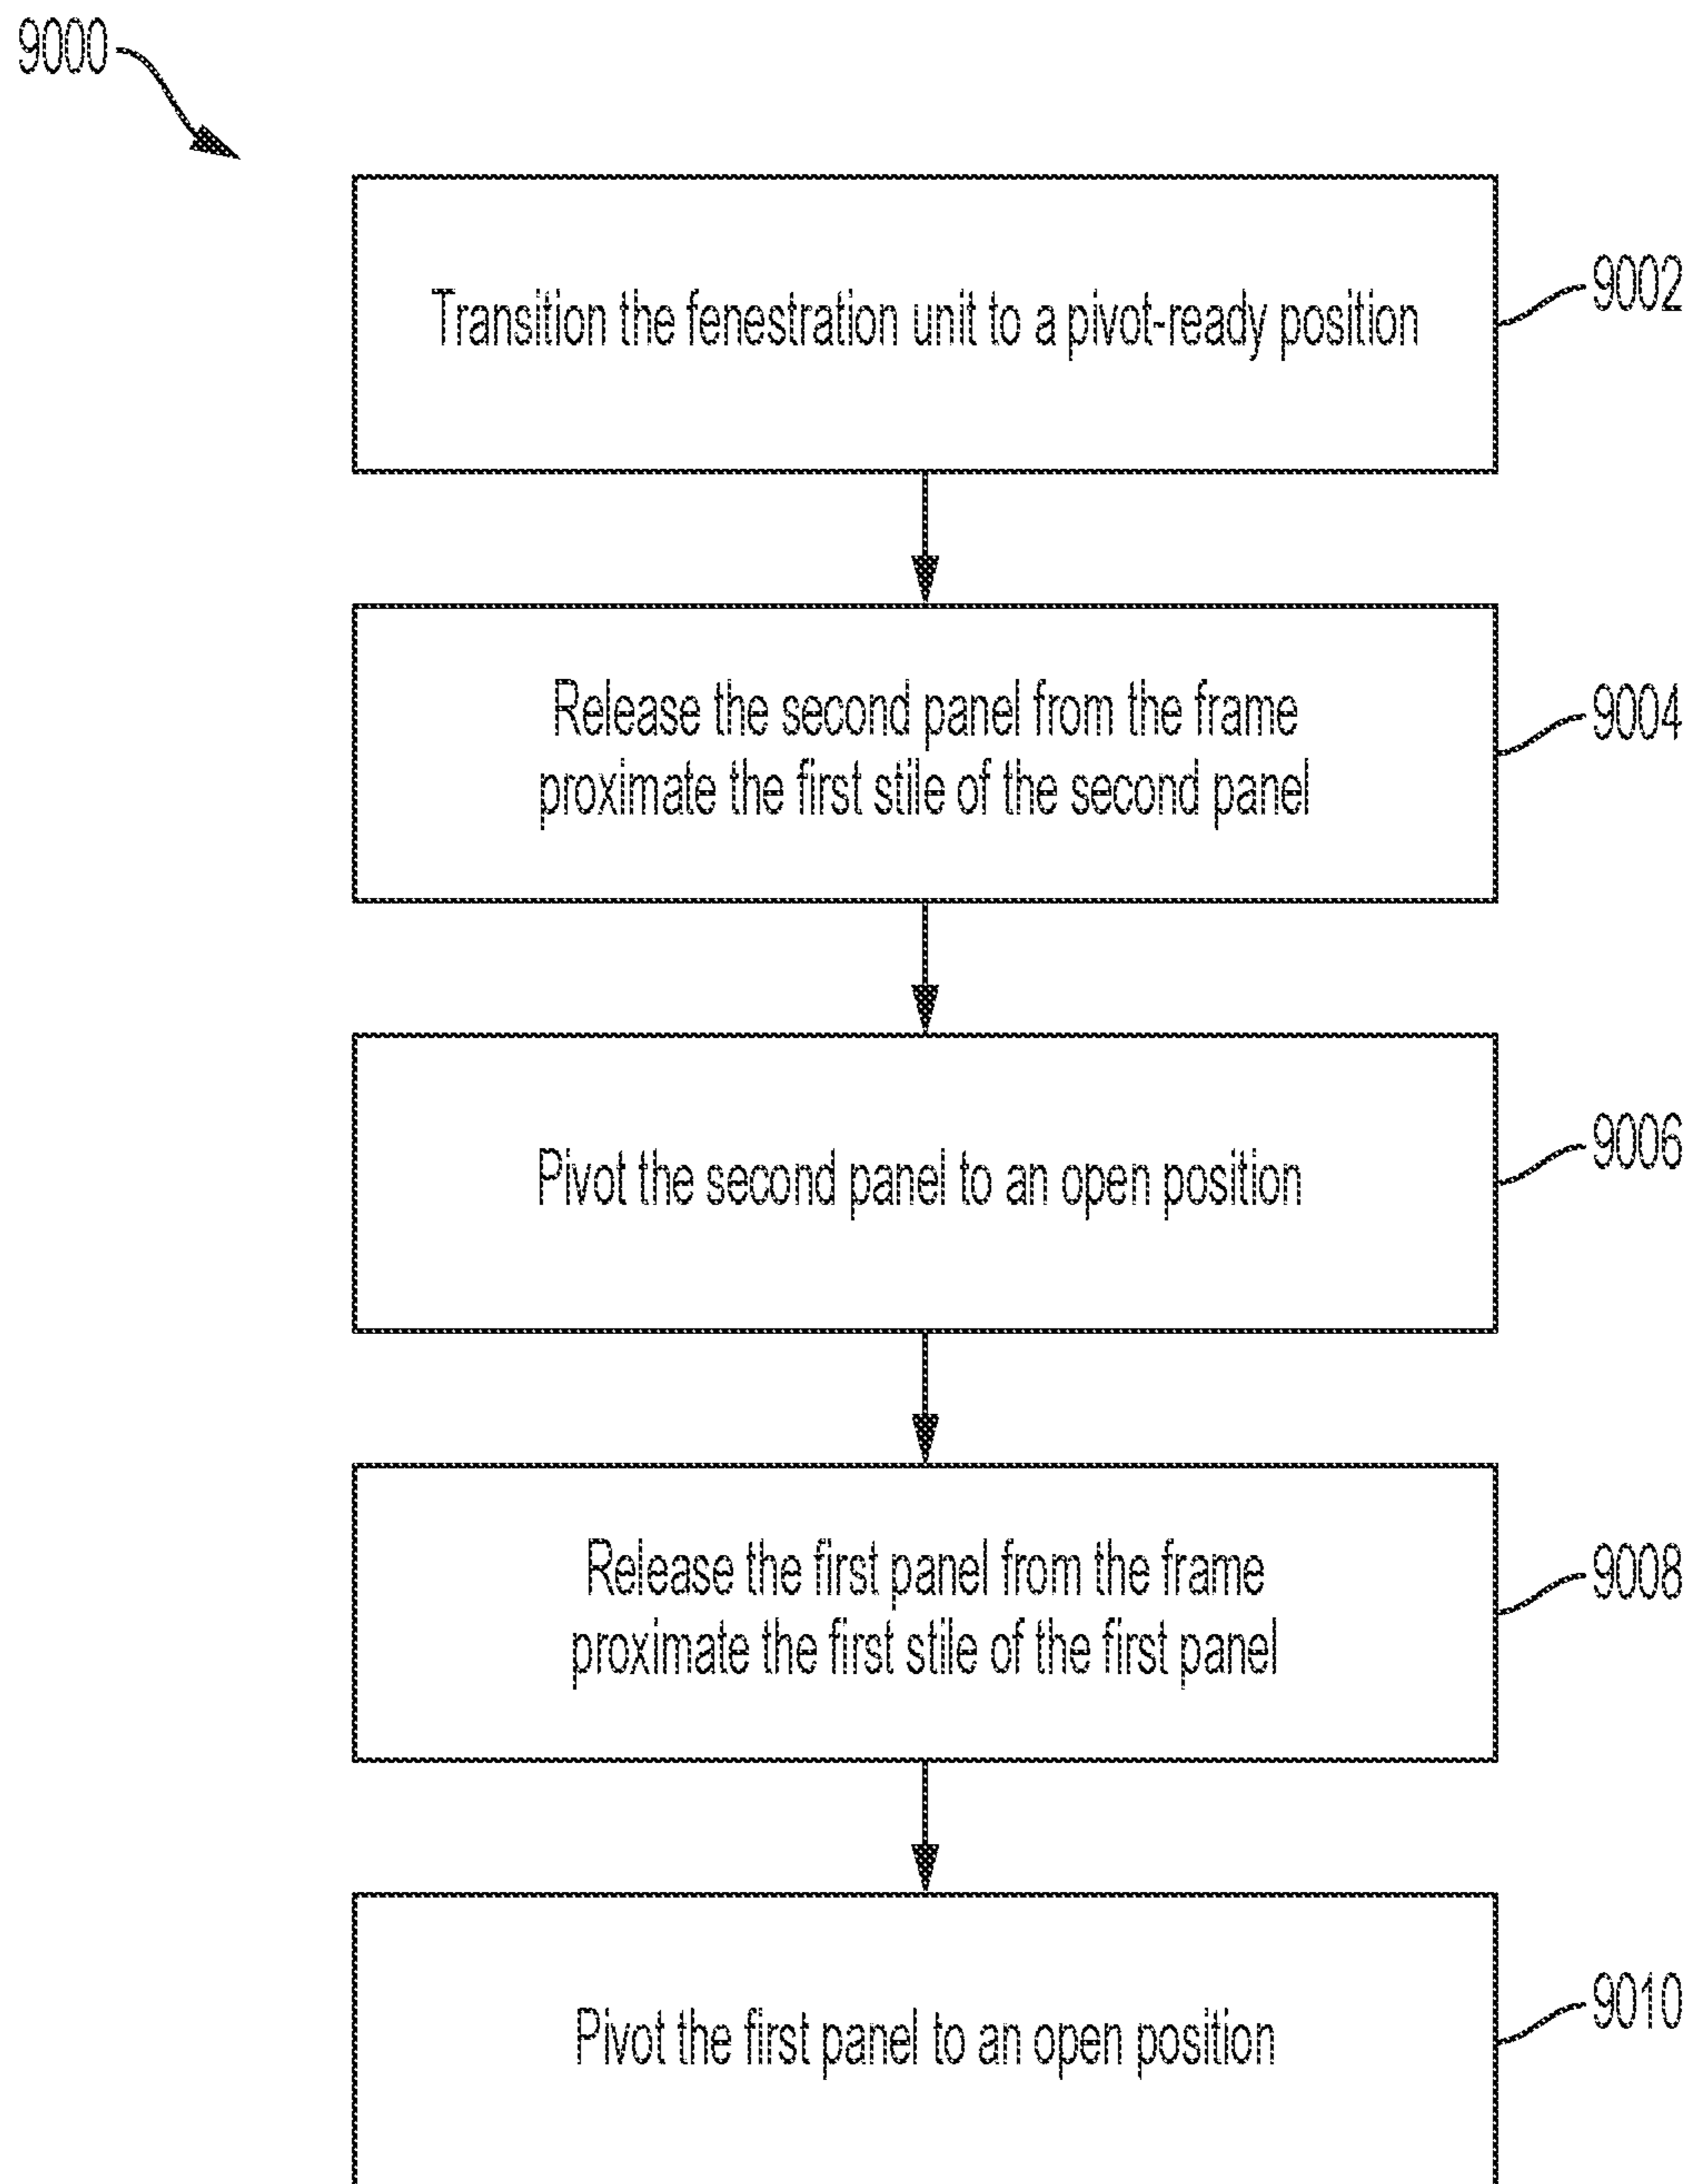 9000
Transition the fenestration unit to a pivot-ready position
9002
Release the second panel from the frame
proximate the first stile of the second panel
9004
Pivot the second panel to an open position
9006
Release the first panel from the frame
proximate the first stile of the first panel
9008
Pivot the first panel to an open position
9010